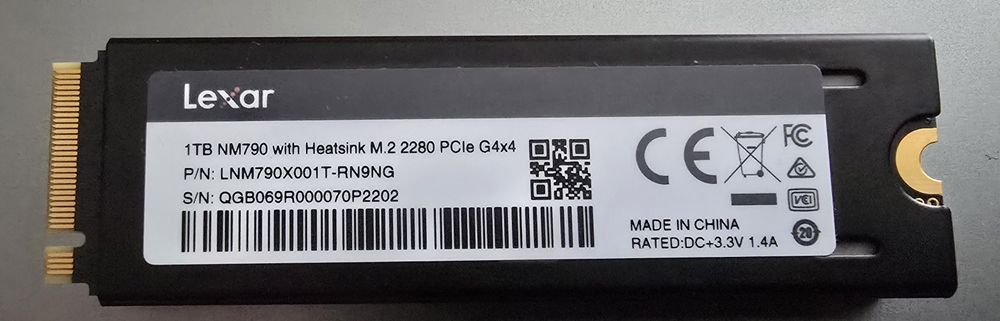 Lexar
1TB NM790 with Heatsink M.2 2280 PCIe G4x4
P/N: LNM790X001T-RN9NG
S/N: QGB069R000070P2202
CE
FC
VCI
MADE IN CHINA
RATED:DC+3.3V 1.4A
20